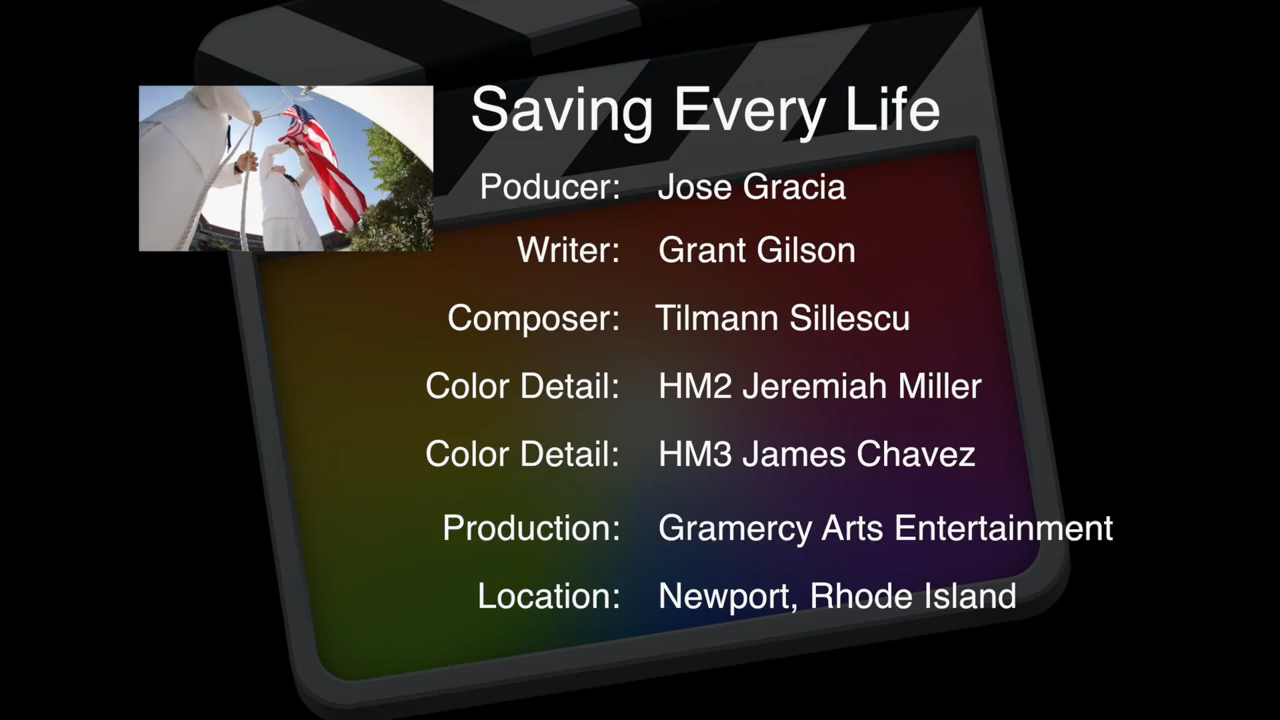 Saving Every Life
Poducer: Jose Gracia
Writer: Grant Gilson
Composer: Tilmann Sillescu
Color Detail: HM2 Jeremiah Miller
Color Detail: HM3 James Chavez
Production: Gramercy Arts Entertainment
Location: Newport, Rhode Island